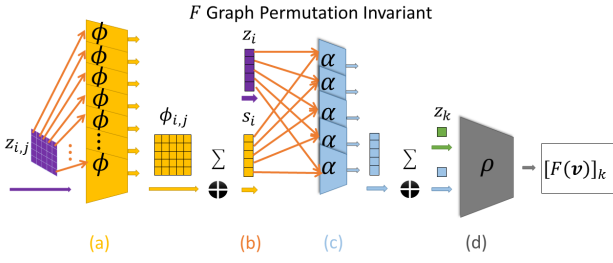 F Graph Permutation Invariant
z_{i,j}
ϕ
ϕ
ϕ
ϕ
ϕ
⋮
ϕ
ϕ_{i,j}
∑
z_i
s_i
α
α
α
α
α
∑
z_k
ρ
[F(v)]_k
(a)
(b)
(c)
(d)